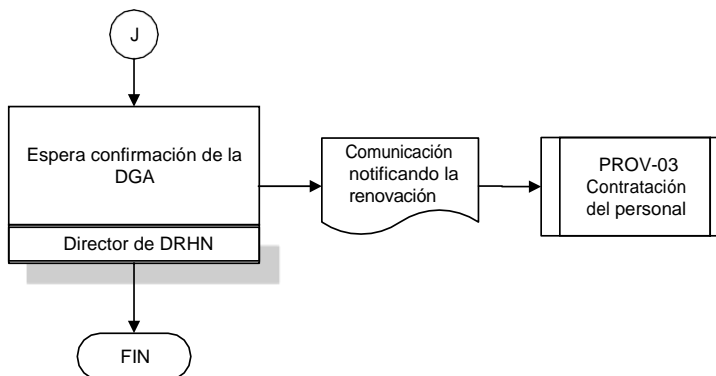 J
Espera confirmación de la
DGA
Director de DRHN
Comunicación
notificando la
renovación
PROV-03
Contratación
del personal
FIN